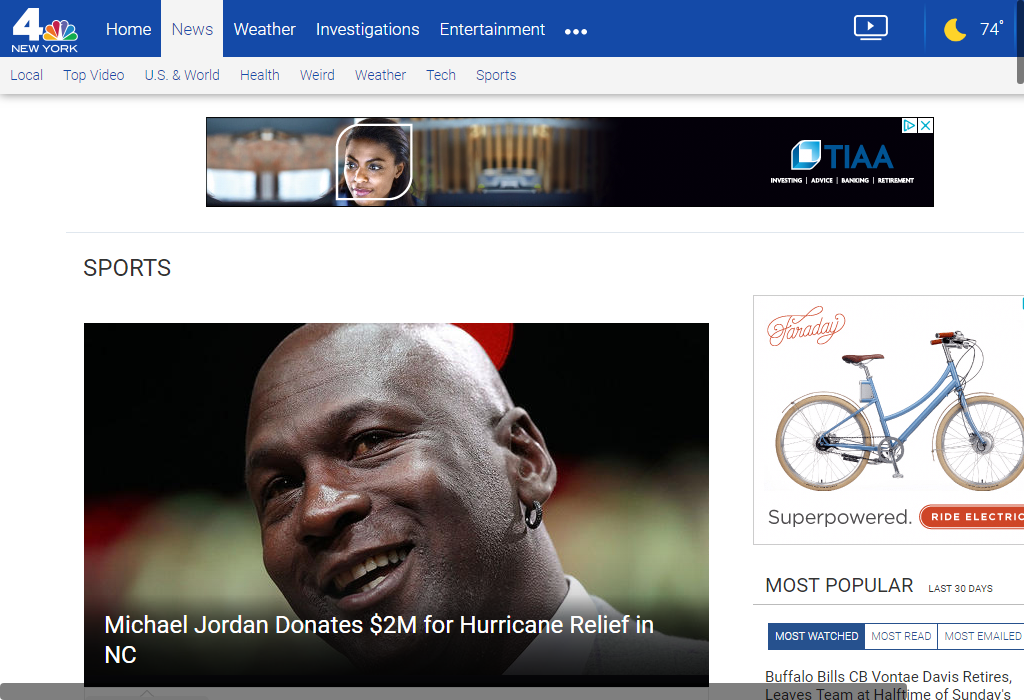 4
NEW YORK
Home
News
Weather
Investigations
Entertainment
74°
Local
Top Video
U.S. & World
Health
Weird
Weather
Tech
Sports
TIAA
INVESTING | ADVICE | BANKING | RETIREMENT
SPORTS
Michael Jordan Donates $2M for Hurricane Relief in
NC
Faraday
Superpowered.
RIDE ELECTRIC
MOST POPULAR
LAST 30 DAYS
MOST WATCHED
MOST READ
MOST EMAILED
Buffalo Bills CB Vontae Davis Retires,
Leaves Team at Halftime of Sunday's